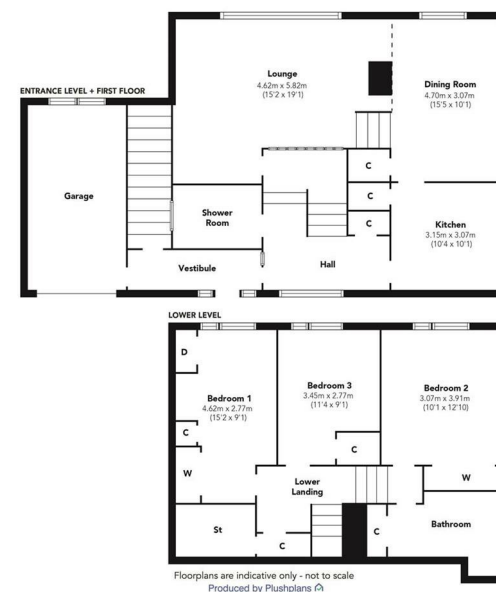 ENTRANCE LEVEL + FIRST FLOOR
Lounge
4.62m x 5.82m
(15'2 x 19'1)
Dining Room
4.70m x 3.07m
(15'5 x 10'1)
Garage
C
C
C
Shower
Room
Kitchen
3.15m x 3.07m
(10'4 x 10'1)
Vestibule
Hall
LOWER LEVEL
D
Bedroom 1
4.62m x 2.77m
(15'2 x 9'1)
Bedroom 3
3.45m x 2.77m
(11'4 x 9'1)
Bedroom 2
3.07m x 3.91m
(10'1 x 12'10)
C
C
W
Lower
Landing
W
St
C
C
Bathroom
Floorplans are indicative only - not to scale
Produced by Plushplans